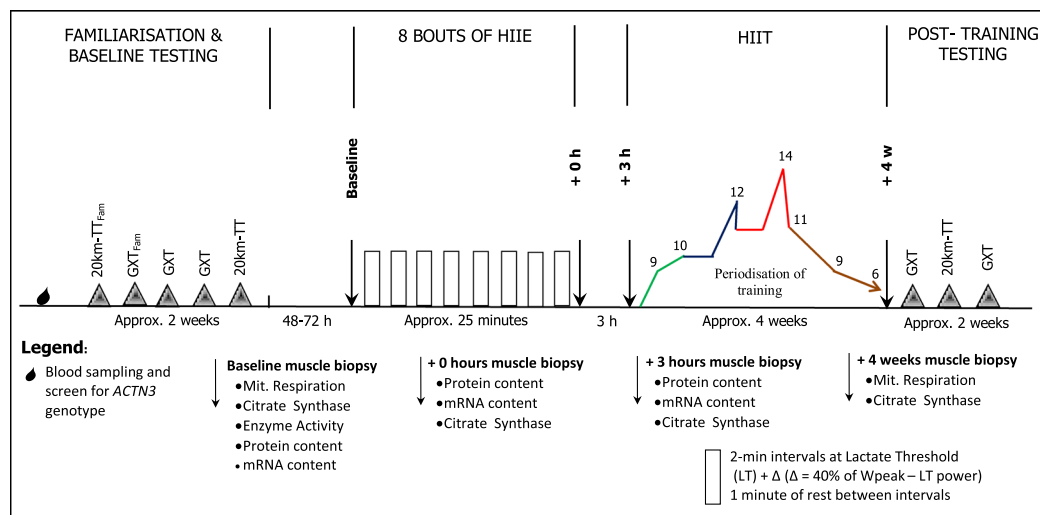 FAMILIARISATION &
BASELINE TESTING
8 BOUTS OF HIIE
HIIT
POST- TRAINING
TESTING
20km-TTFam
GXTFam
GXT
GXT
20km-TT
Baseline
+ 0 h
+ 3 h
9
10
12
14
11
9
6
Periodisation of
training
+ 4 w
GXT
20km-TT
GXT
Approx. 2 weeks
48-72 h
Approx. 25 minutes
3 h
Approx. 4 weeks
Approx. 2 weeks
Legend:
Blood sampling and
screen for ACTN3
genotype
Baseline muscle biopsy
●Mit. Respiration
●Citrate Synthase
●Enzyme Activity
●Protein content
• mRNA content
+ 0 hours muscle biopsy
●Protein content
●mRNA content
●Citrate Synthase
+ 3 hours muscle biopsy
●Protein content
●mRNA content
●Citrate Synthase
+ 4 weeks muscle biopsy
●Mit. Respiration
●Citrate Synthase
2-min intervals at Lactate Threshold
(LT) + Δ (Δ = 40% of Wpeak – LT power)
1 minute of rest between intervals